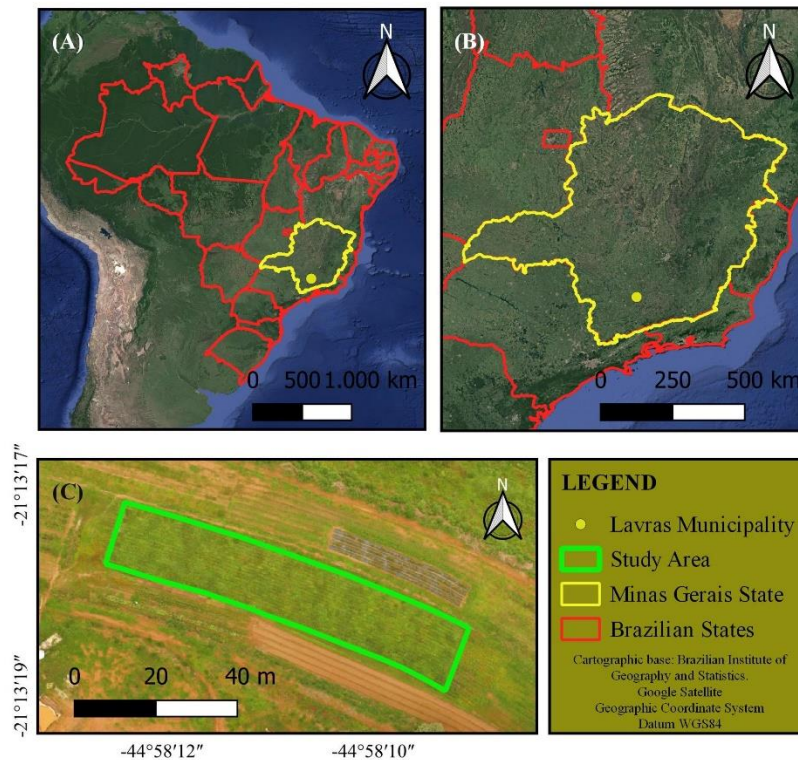 (A)
N
0 500 1.000 km
(B)
N
0 250 500 km
-21°13'17"
-21°13'19"
(C)
N
0 20 40 m
-44°58'12"
-44°58'10"
LEGEND
Lavras Municipality
Study Area
Minas Gerais State
Brazilian States
Cartographic base: Brazilian Institute of
Geography and Statistics.
Google Satellite
Geographic Coordinate System
Datum WGS84